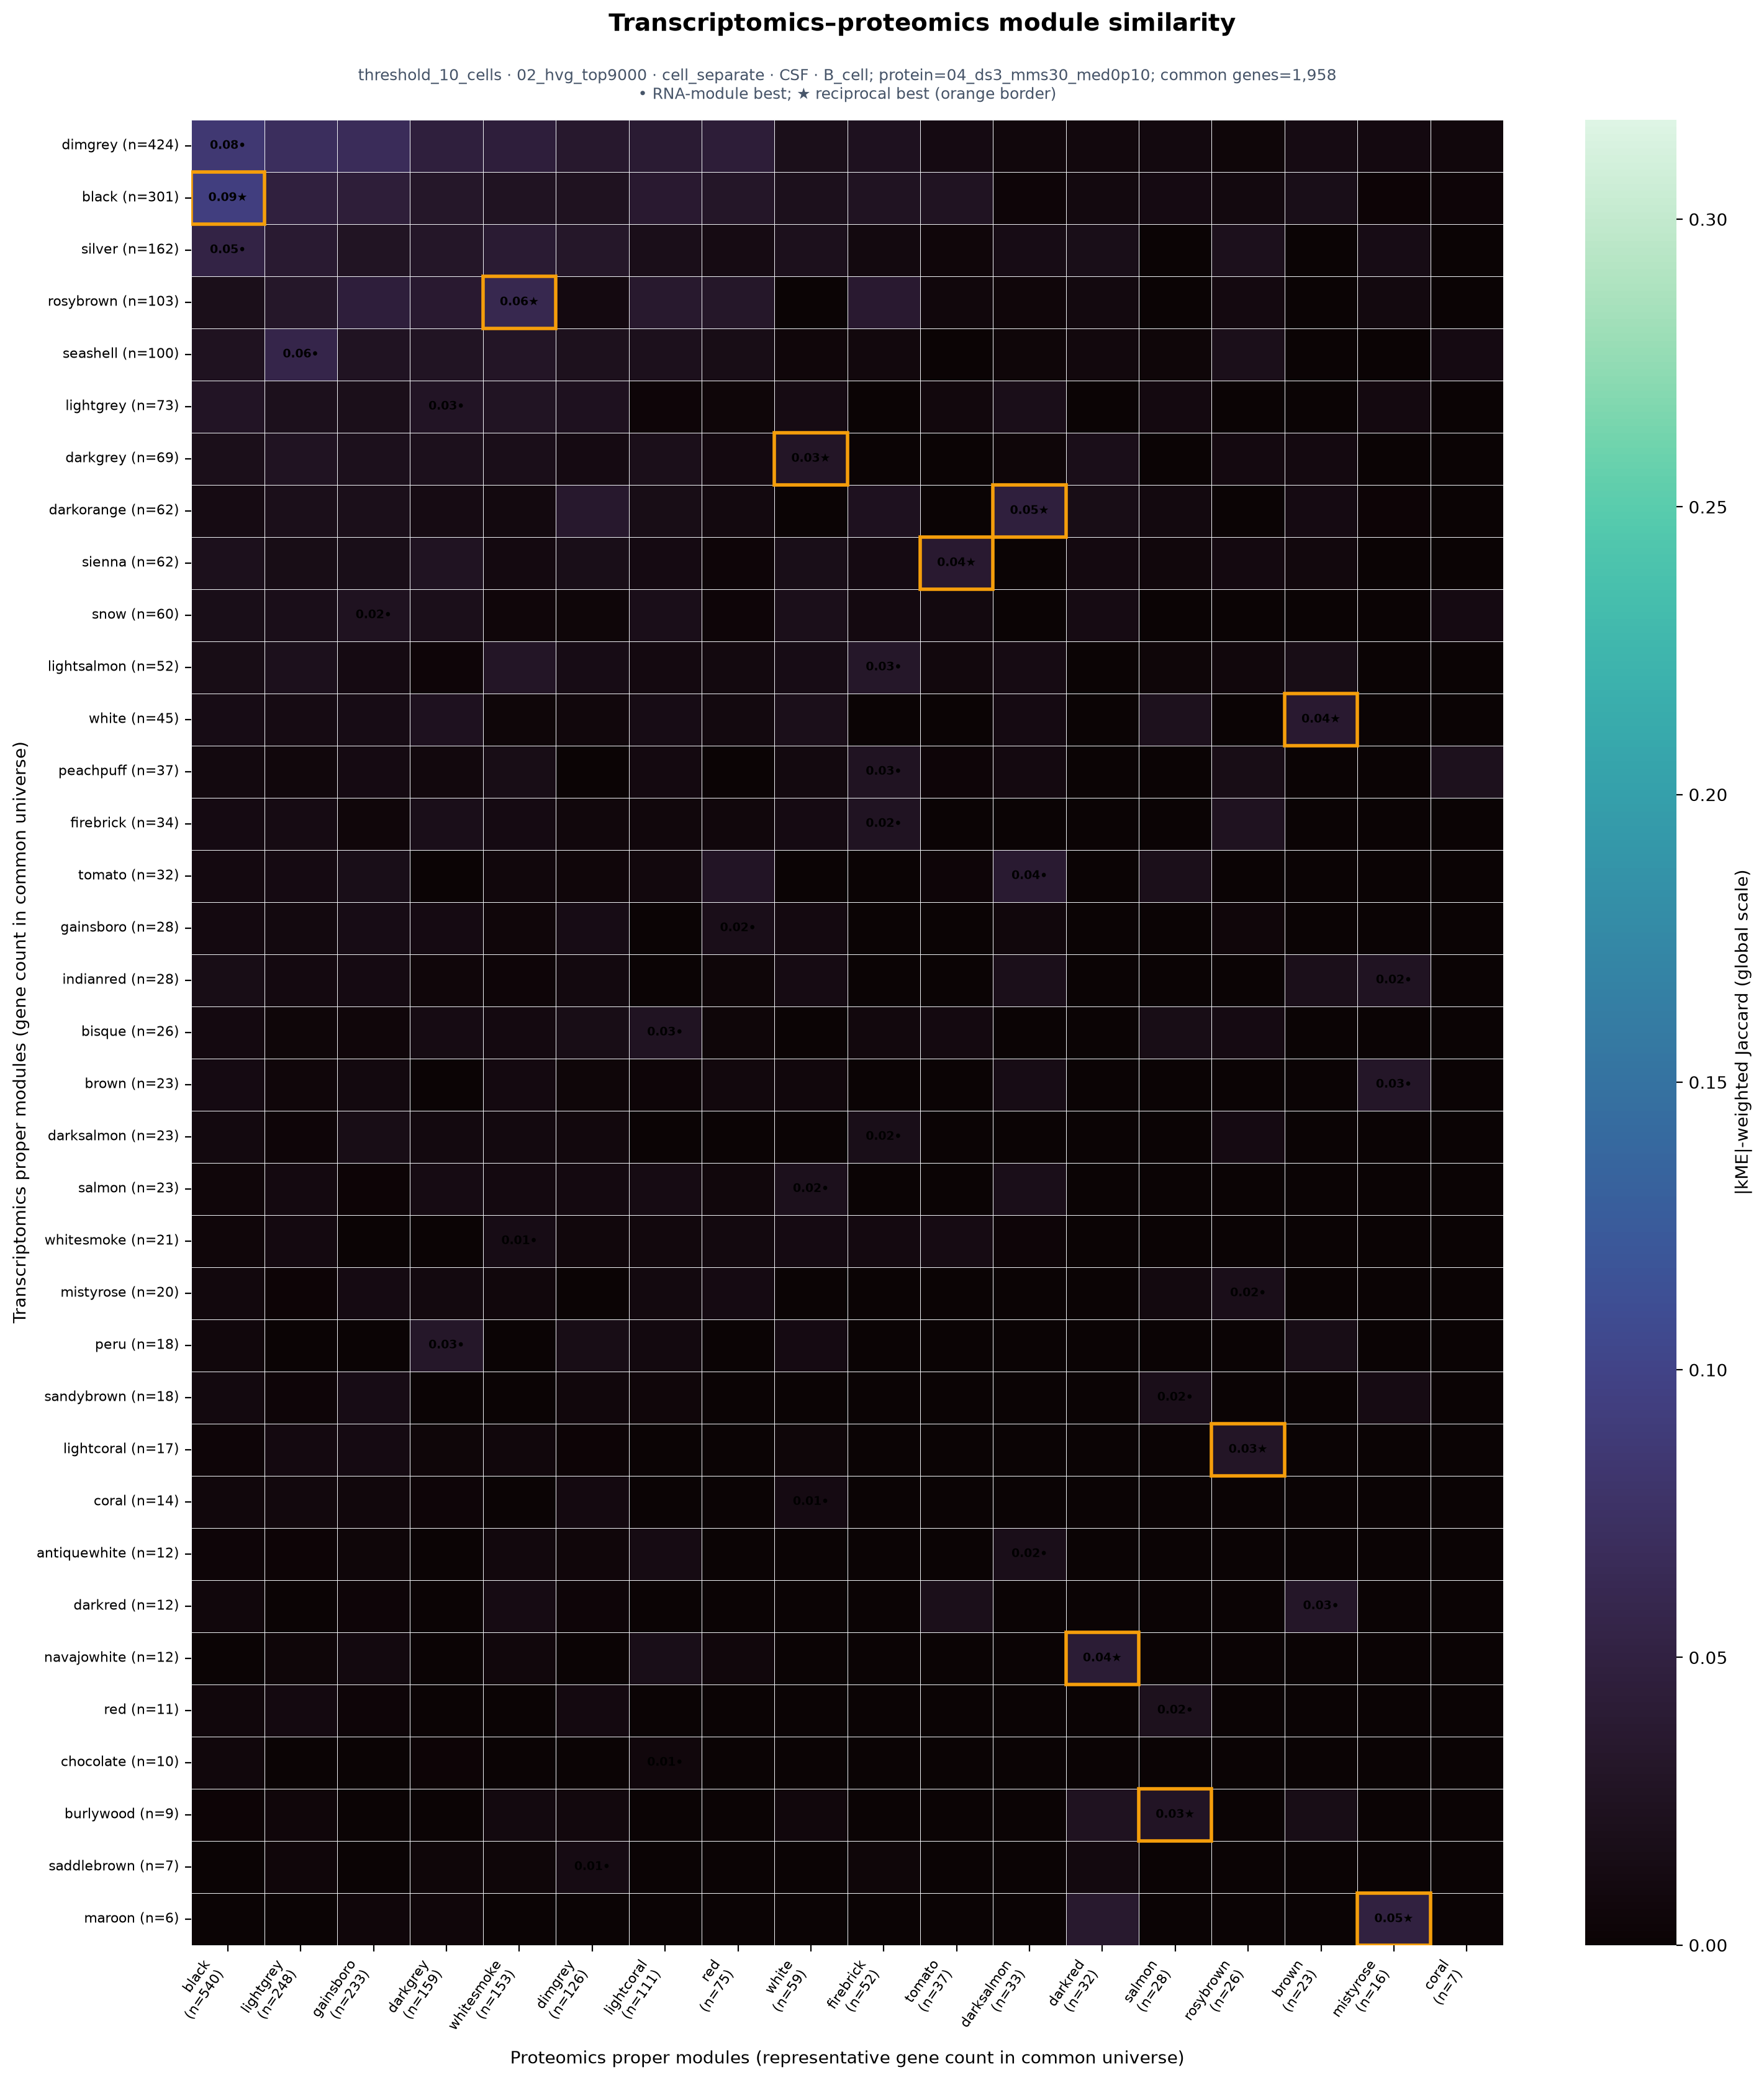 Transcriptomics–proteomics module similarity
threshold_10_cells · 02_hvg_top9000 · cell_separate · CSF · B_cell; protein=04_ds3_mms30_med0p10; common genes=1,958
• RNA-module best; ★ reciprocal best (orange border)
Transcriptomics proper modules (gene count in common universe)
dimgrey (n=424) 0.08•
black (n=301) 0.09★
silver (n=162) 0.05•
rosybrown (n=103) 0.06★
seashell (n=100) 0.06•
lightgrey (n=73) 0.03•
darkgrey (n=69) 0.03★
darkorange (n=62) 0.05★
sienna (n=62) 0.04★
snow (n=60) 0.02•
lightsalmon (n=52) 0.03•
white (n=45) 0.04★
peachpuff (n=37) 0.03•
firebrick (n=34) 0.02•
tomato (n=32) 0.04•
gainsboro (n=28) 0.02•
indianred (n=28) 0.02•
bisque (n=26) 0.03•
brown (n=23) 0.03•
darksalmon (n=23) 0.02•
salmon (n=23) 0.02•
whitesmoke (n=21) 0.01•
mistyrose (n=20) 0.02•
peru (n=18) 0.03•
sandybrown (n=18) 0.02•
lightcoral (n=17) 0.03★
coral (n=14) 0.01•
antiquewhite (n=12) 0.02•
darkred (n=12) 0.03•
navajowhite (n=12) 0.04★
red (n=11) 0.02•
chocolate (n=10) 0.01•
burlywood (n=9) 0.03★
saddlebrown (n=7) 0.01•
maroon (n=6) 0.05★
black
(n=540)
lightgrey
(n=248)
gainsboro
(n=233)
darkgrey
(n=159)
whitesmoke
(n=153)
dimgrey
(n=126)
lightcoral
(n=111)
red
(n=75)
white
(n=59)
firebrick
(n=52)
tomato
(n=37)
darksalmon
(n=33)
darkred
(n=32)
salmon
(n=28)
rosybrown
(n=26)
brown
(n=23)
mistyrose
(n=16)
coral
(n=7)
Proteomics proper modules (representative gene count in common universe)
0.30
0.25
0.20
0.15
0.10
0.05
0.00
|kME|-weighted Jaccard (global scale)